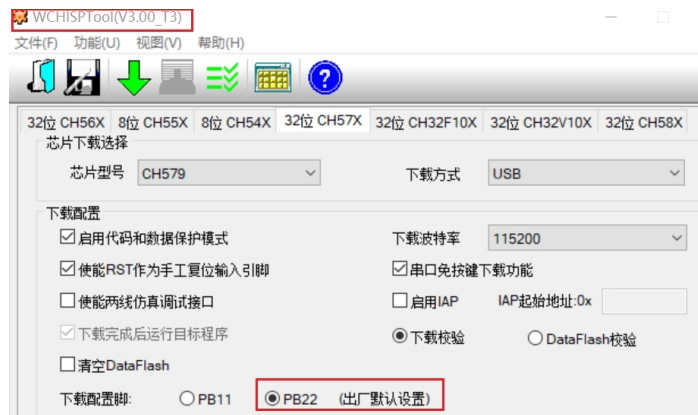 WCHISPTool(V3.00_T3)
文件(F) 功能(U) 视图(V) 帮助(H)
32位 CH56X 8位 CH55X 8位 CH54X 32位 CH57X 32位 CH32F10X 32位 CH32V10X 32位 CH58X
芯片下载选择
芯片型号 CH579 下载方式 USB
下载配置
启用代码和数据保护模式 下载波特率 115200
使能RST作为手工复位输入引脚 串口免按键下载功能
使能两线仿真调试接口 启用IAP IAP起始地址:0x
下载完成后运行目标程序 下载校验 DataFlash校验
清空DataFlash
下载配置脚: PB11 PB22 (出厂默认设置)